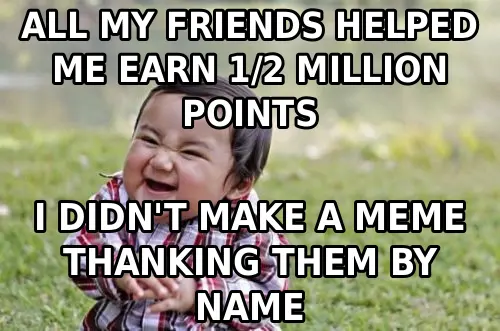 ALL MY FRIENDS HELPED
ME EARN 1/2 MILLION
POINTS
I DIDN'T MAKE A MEME
THANKING THEM BY
NAME